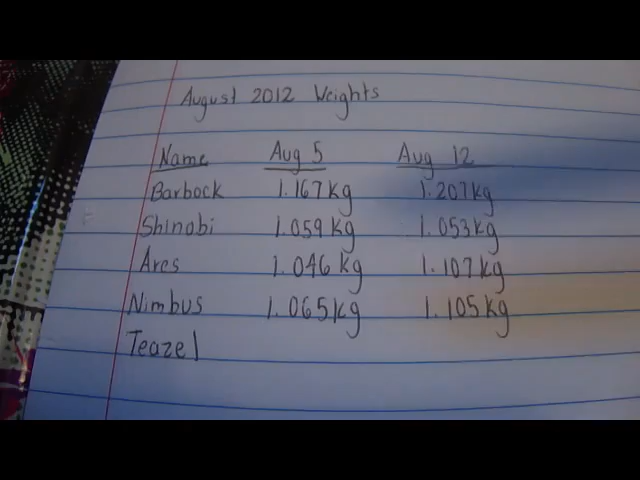 August 2012 Weights
Name Aug 5 Aug 12
Barbock 1.167kg 1.207kg
Shinobi 1.059kg 1.053kg
Ares 1.046kg 1.107kg
Nimbus 1.065kg 1.105kg
Teazel